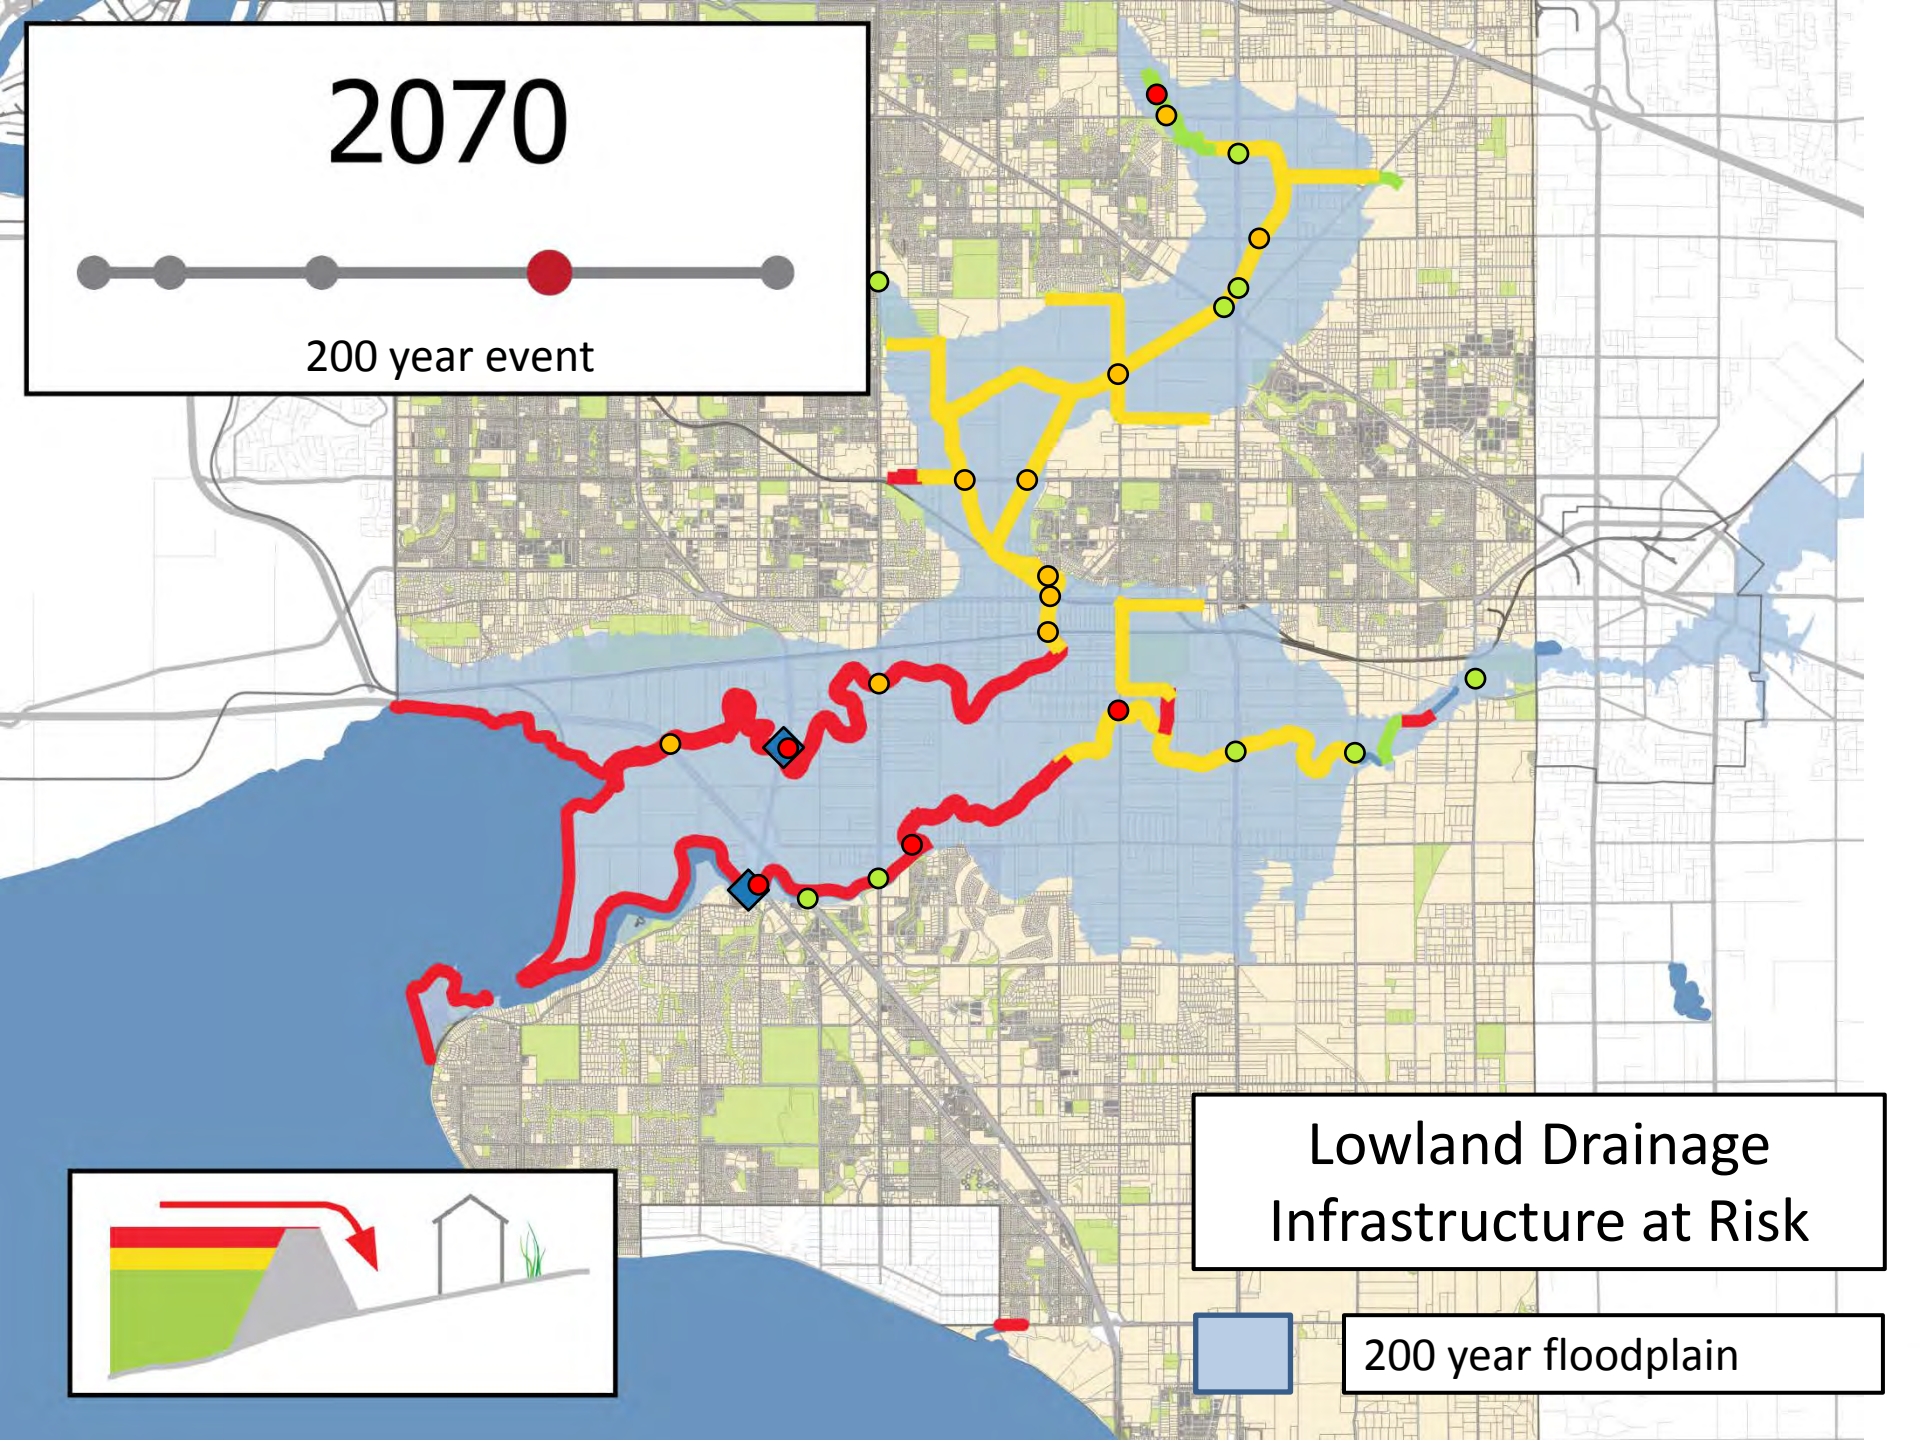 2070
200 year event
Lowland Drainage
Infrastructure at Risk
200 year floodplain